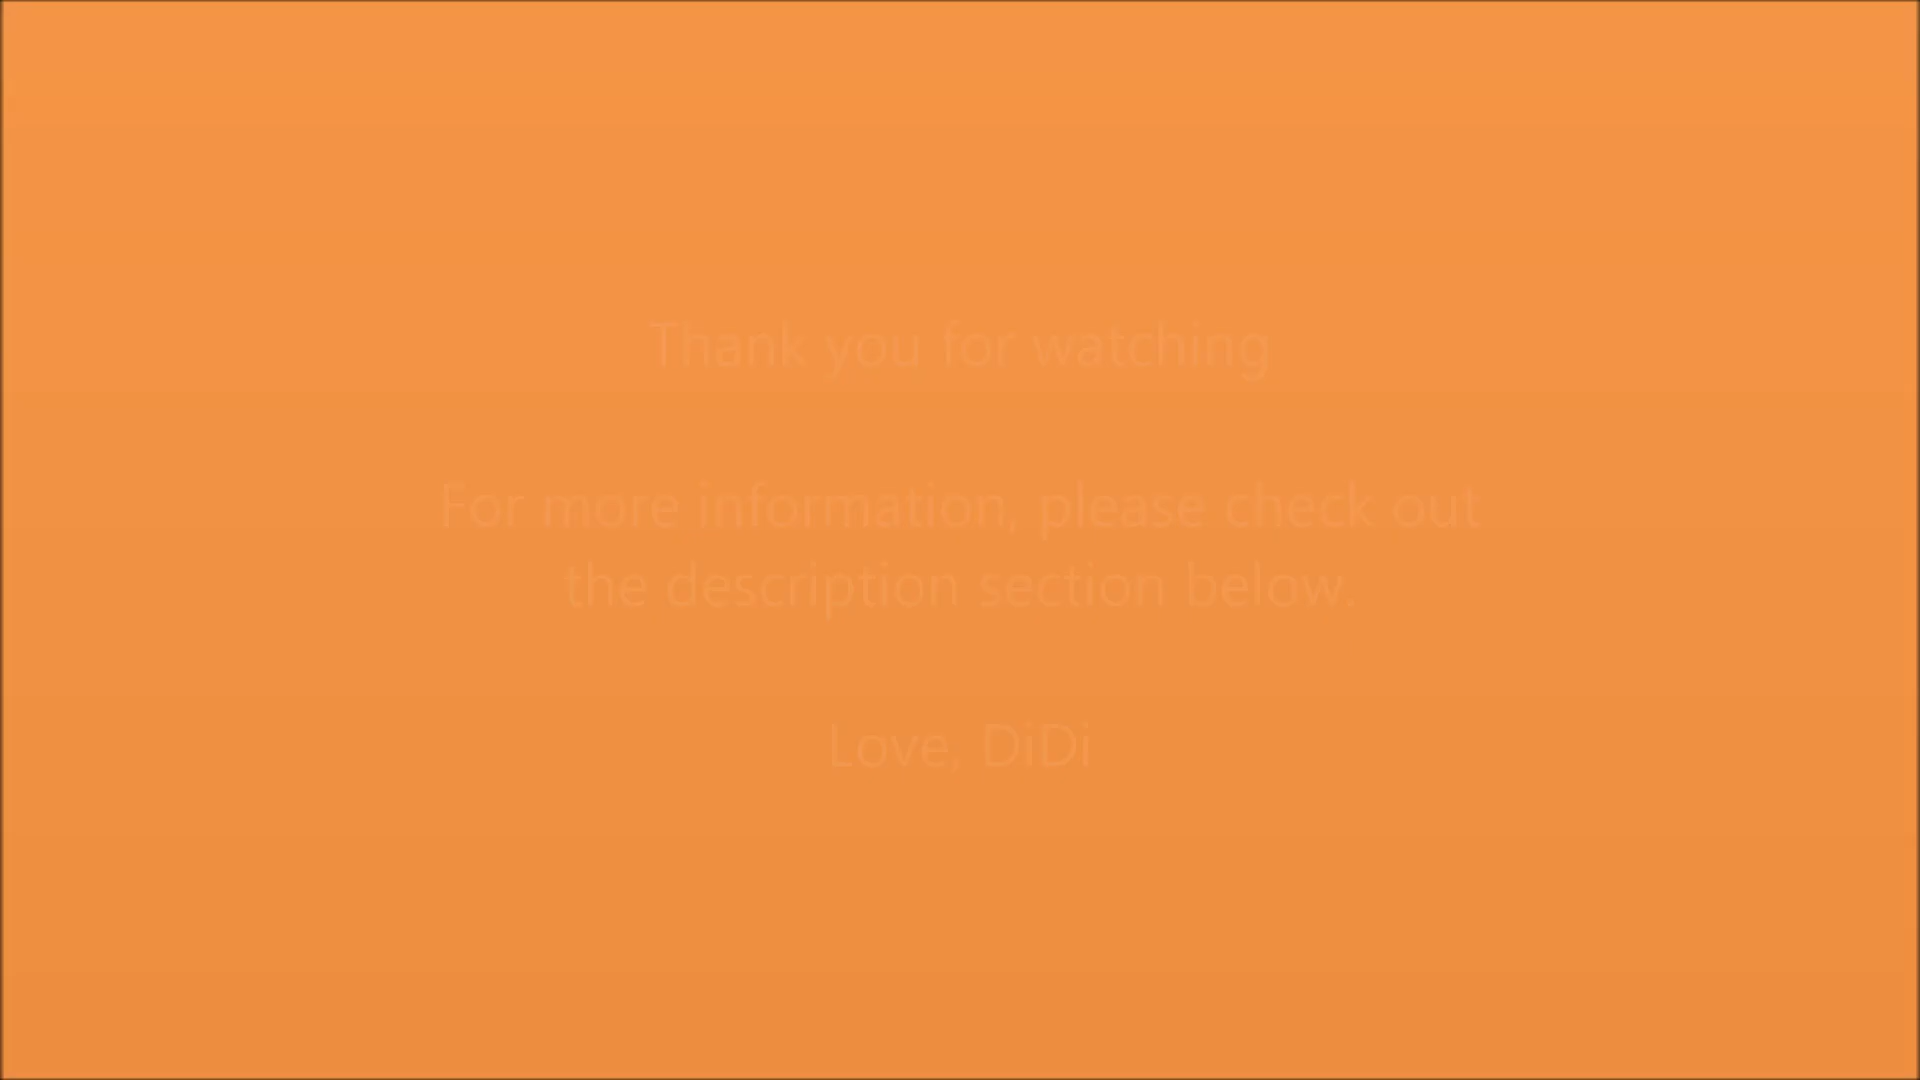 Thank you for watching
For more information, please check out
the description section below.
Love, DiDi